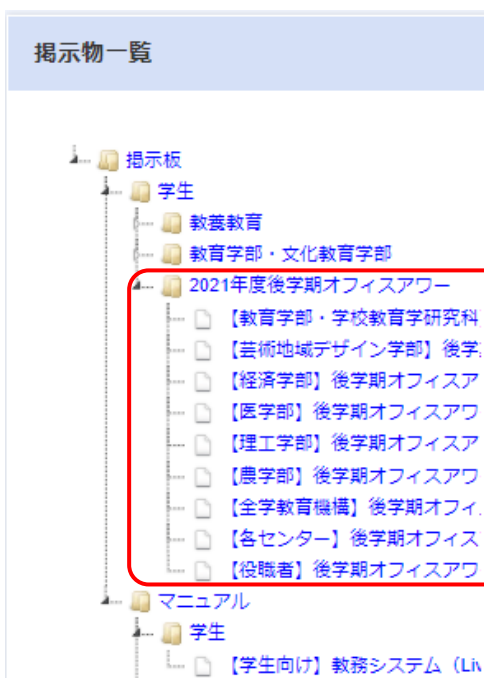 掲示物一覧
掲示板
学生
教養教育
教育学部・文化教育学部
2021年度後学期オフィスアワー
【教育学部・学校教育学研究科
【芸術地域デザイン学部】後学
【経済学部】後学期オフィスア
【医学部】後学期オフィスアワ
【理工学部】後学期オフィスア
【農学部】後学期オフィスアワ
【全学教育機構】後学期オフィ
【各センター】後学期オフィス
【役職者】後学期オフィスアワ
マニュアル
学生
【学生向け】教務システム（Liv